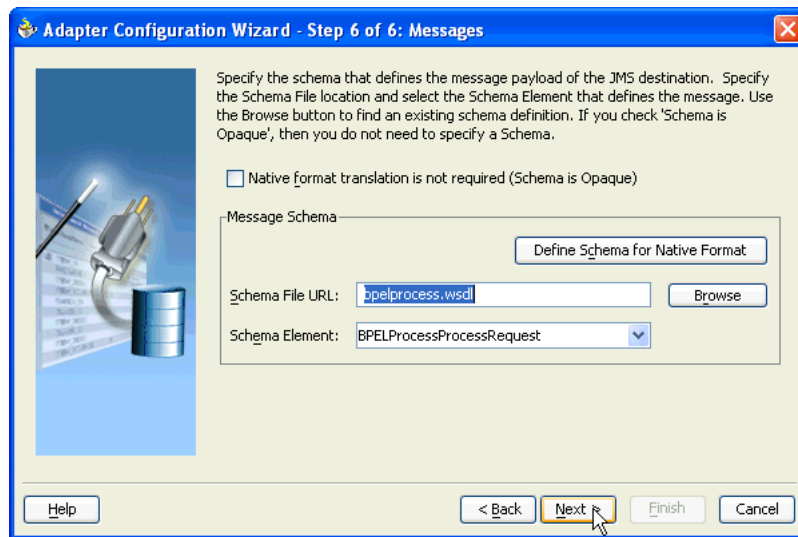 Adapter Configuration Wizard - Step 6 of 6: Messages
Specify the schema that defines the message payload of the JMS destination.  Specify
the Schema File location and select the Schema Element that defines the message. Use
the Browse button to find an existing schema definition. If you check 'Schema is
Opaque', then you do not need to specify a Schema.
Native format translation is not required (Schema is Opaque)
Message Schema
Define Schema for Native Format
Schema File URL: bpelprocess.wsdl Browse
Schema Element: BPELProcessProcessRequest
Help < Back Next > Finish Cancel